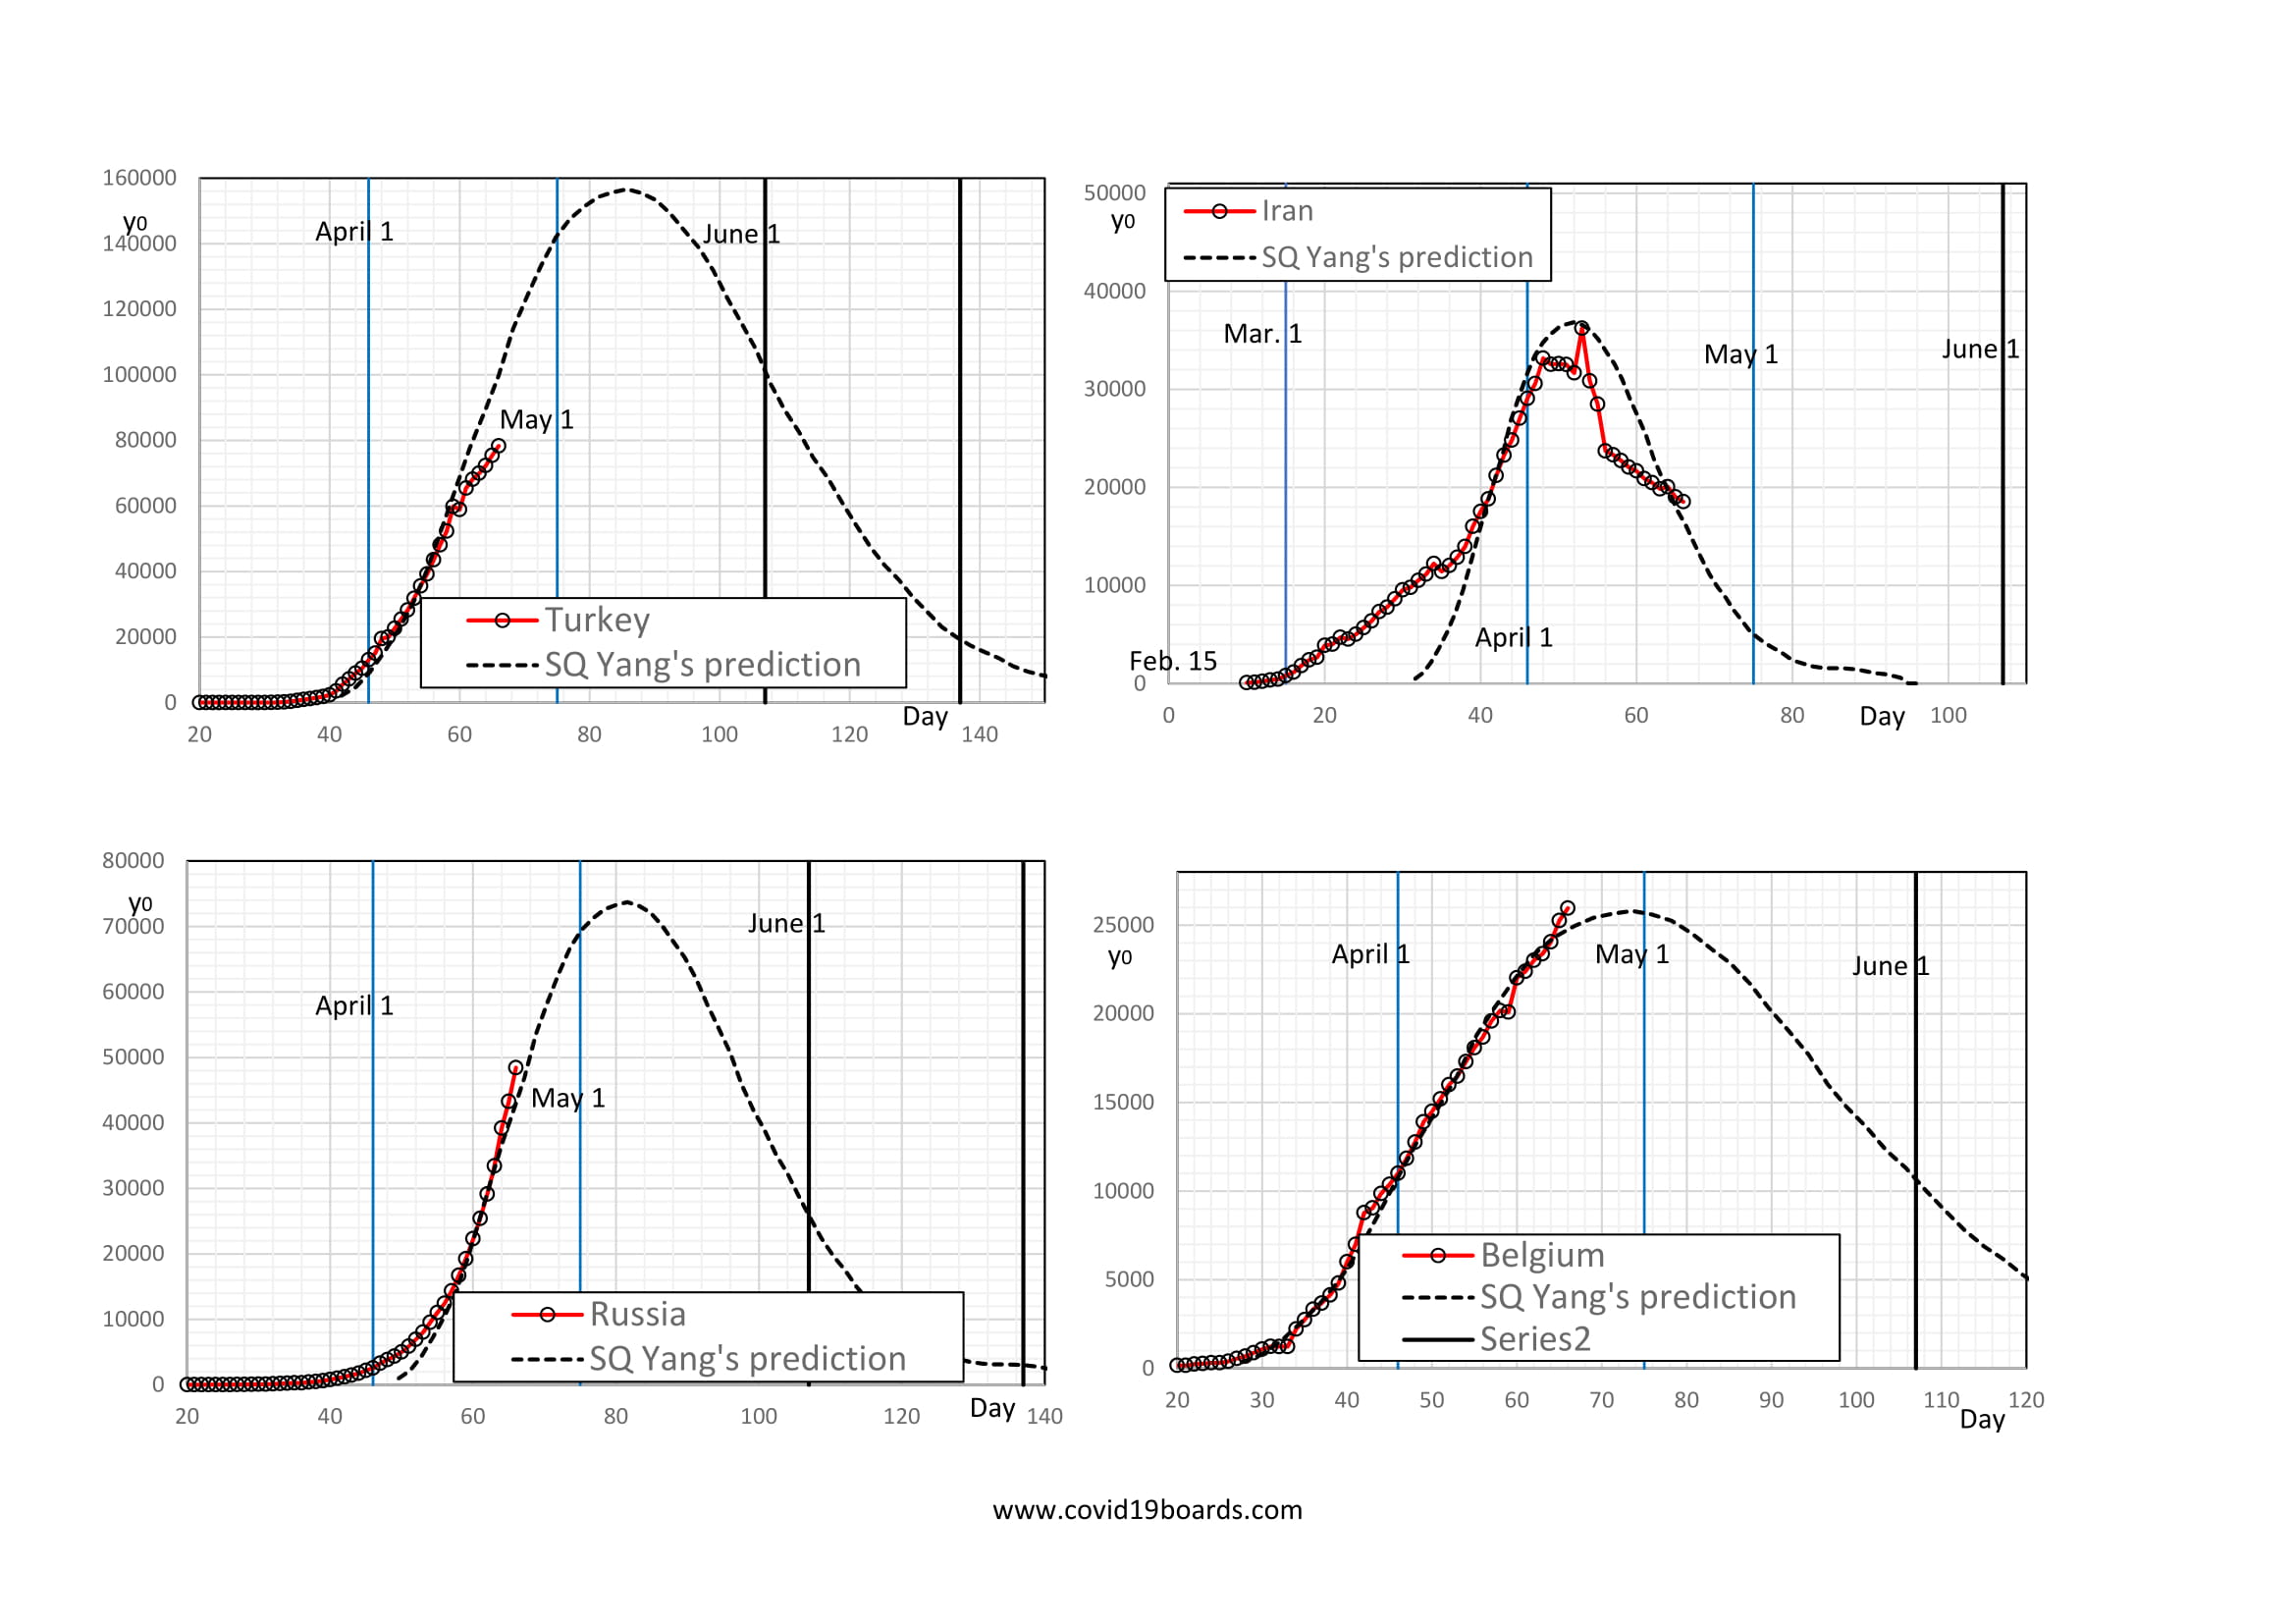 160000
y0
140000
120000
100000
80000
60000
40000
20000
0
April 1
June 1
May 1
Turkey
SQ Yang's prediction
Day
20 40 60 80 100 120 140
50000
y0
40000
30000
20000
10000
0
Iran
SQ Yang's prediction
Mar. 1
May 1
June 1
April 1
Feb. 15
0 20 40 60 80 Day 100
80000
y0
70000
60000
50000
40000
30000
20000
10000
0
June 1
April 1
May 1
Russia
SQ Yang's prediction
20 40 60 80 100 120 Day 140
25000
y0
20000
15000
10000
5000
0
April 1
May 1
June 1
Belgium
SQ Yang's prediction
Series2
20 30 40 50 60 70 80 90 100 110 120
Day
www.covid19boards.com